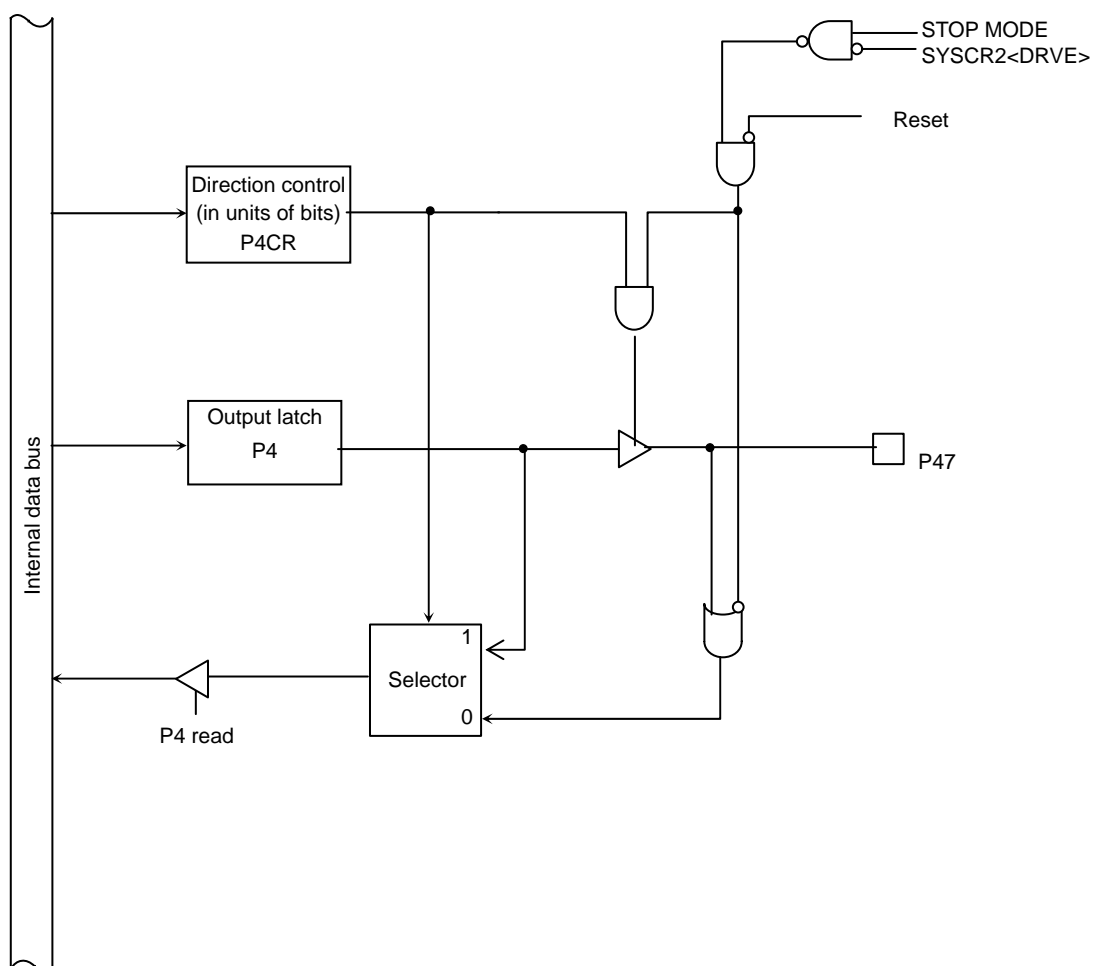 STOP MODE
SYSCR2<DRVE>
Reset
Direction control
(in units of bits)
P4CR
Output latch
P4
P47
Internal data bus
1
Selector
0
P4 read